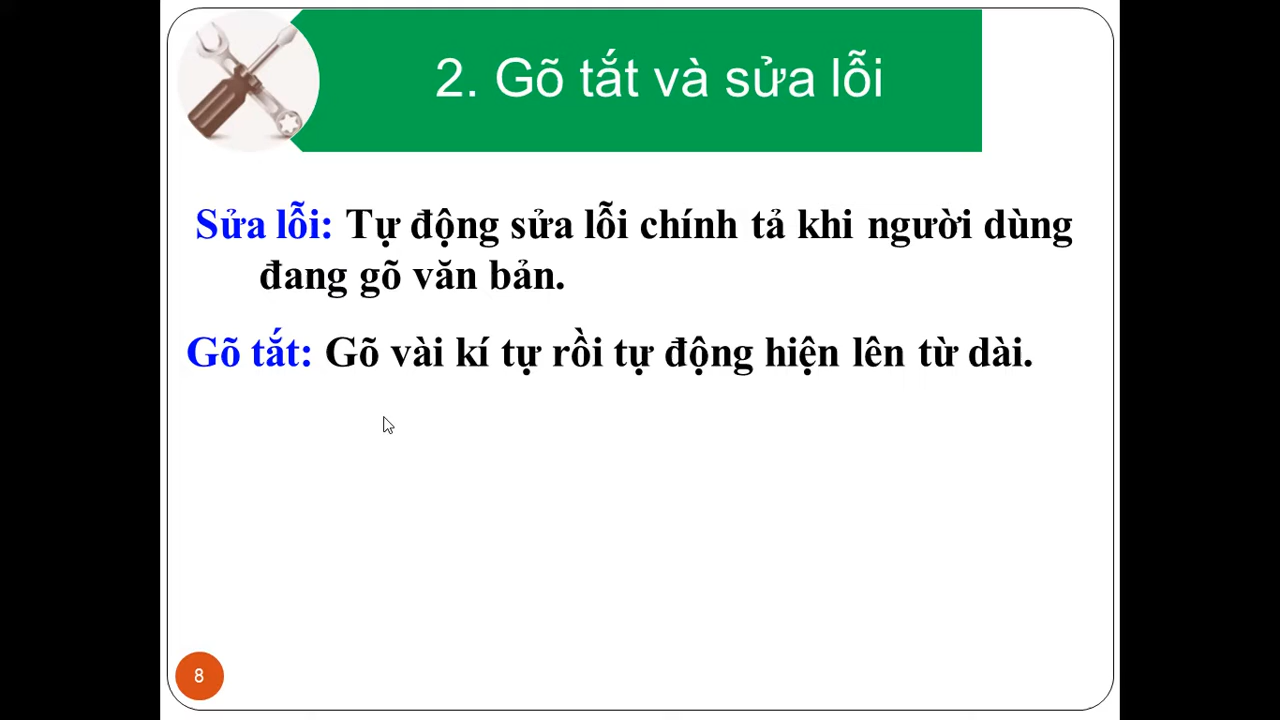 2. Gõ tắt và sửa lỗi
Sửa lỗi: Tự động sửa lỗi chính tả khi người dùng
đang gõ văn bản.
Gõ tắt: Gõ vài kí tự rồi tự động hiện lên từ dài.
8